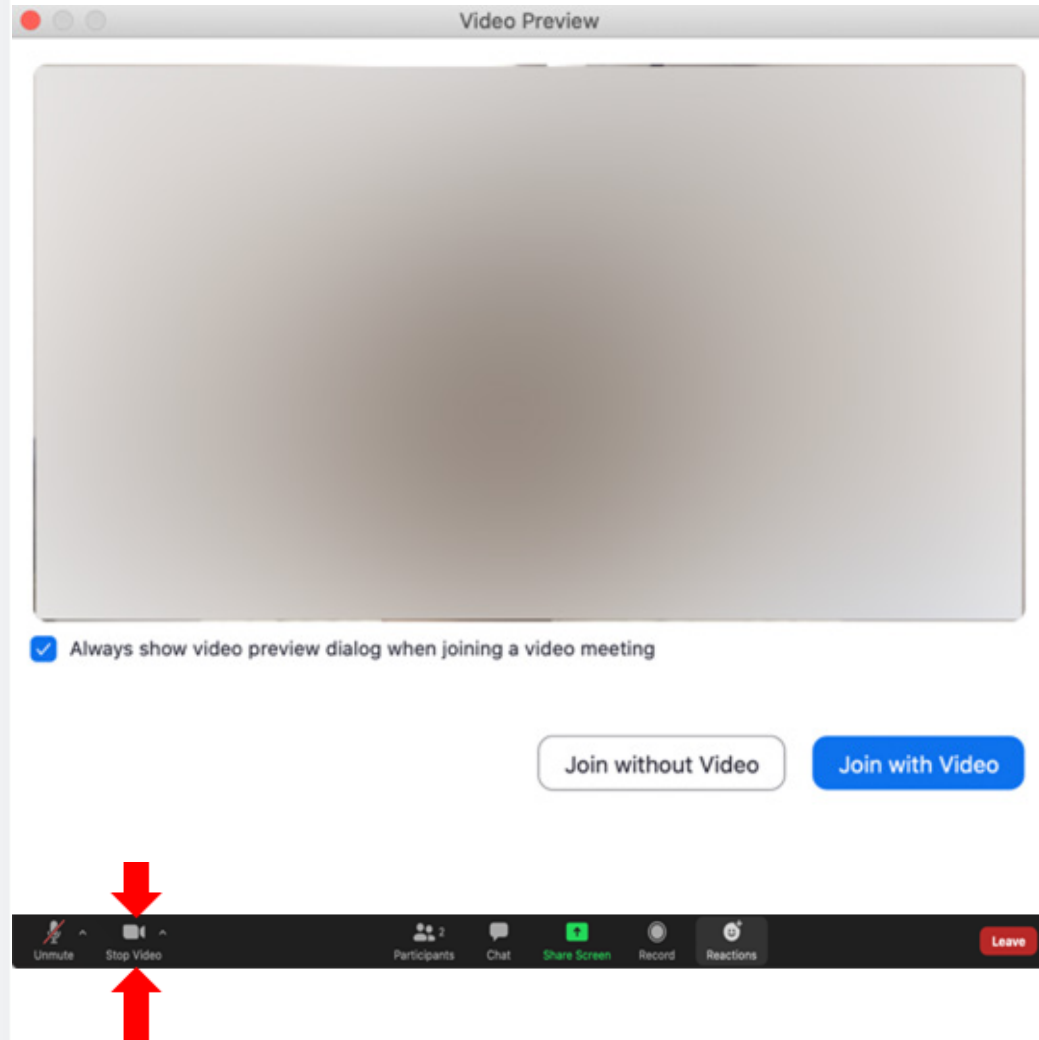 Video Preview
Always show video preview dialog when joining a video meeting
Join without Video Join with Video
2
Unmute Stop Video Participants Chat Share Screen Record Reactions Leave